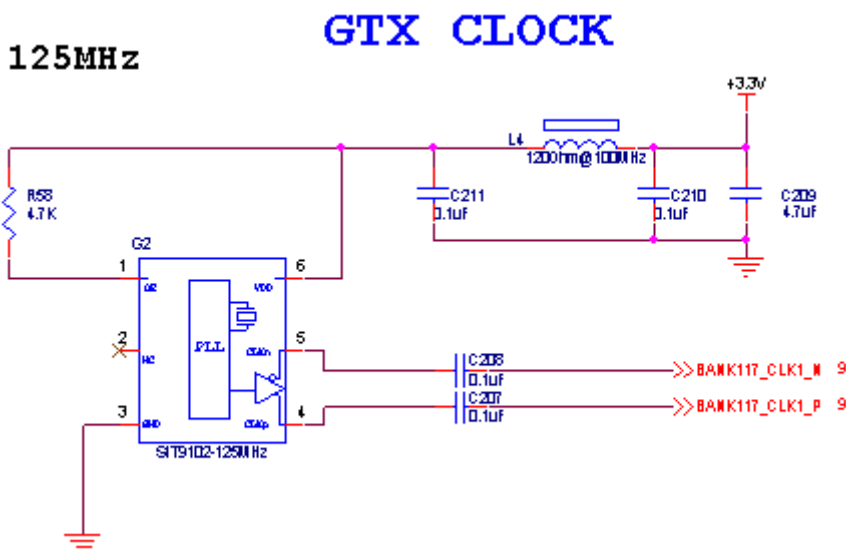 GTX CLOCK
125MHz
+3.3V
L4
120Ohm@100MHz
R58
4.7K
C211
0.1uF
C210
0.1uF
C209
4.7uF
G2
1
OE
6
VDD
2
NC
PLL
5
CLKn
3
GND
4
CLKp
SIT9102-125MHz
C208
0.1uF
BANK117_CLK1_N 9
C207
0.1uF
BANK117_CLK1_P 9